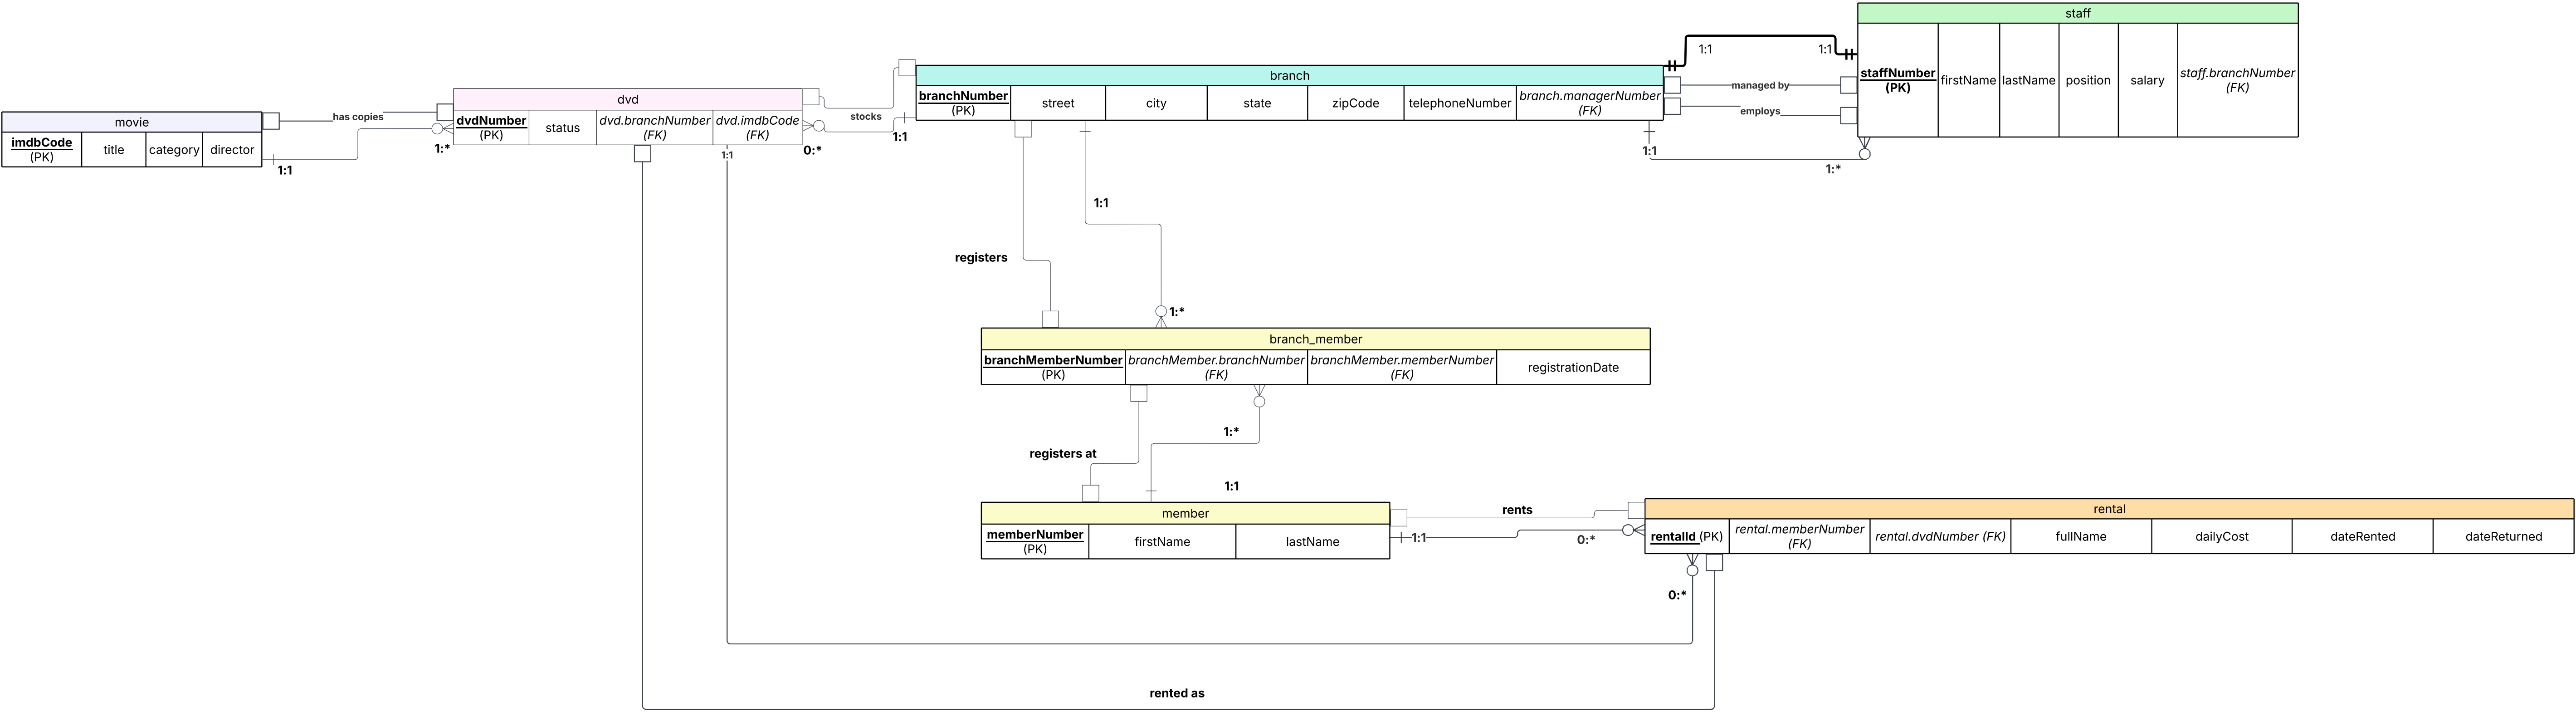 staff
staffNumber
(PK)
firstName
lastName
position
salary
staff.branchNumber
(FK)
1:1
1:1
branch
branchNumber
(PK)
street
city
state
zipCode
telephoneNumber
branch.managerNumber
(FK)
managed by
employs
1:1
1:*
dvd
dvdNumber
(PK)
status
dvd.branchNumber
(FK)
dvd.imdbCode
(FK)
stocks
1:1
0:*
1:1
movie
imdbCode
(PK)
title
category
director
has copies
1:*
1:1
1:1
registers
1:*
branch_member
branchMemberNumber
(PK)
branchMember.branchNumber
(FK)
branchMember.memberNumber
(FK)
registrationDate
1:*
registers at
1:1
member
memberNumber
(PK)
firstName
lastName
rents
1:1
0:*
rental
rentalId (PK)
rental.memberNumber
(FK)
rental.dvdNumber (FK)
fullName
dailyCost
dateRented
dateReturned
0:*
rented as